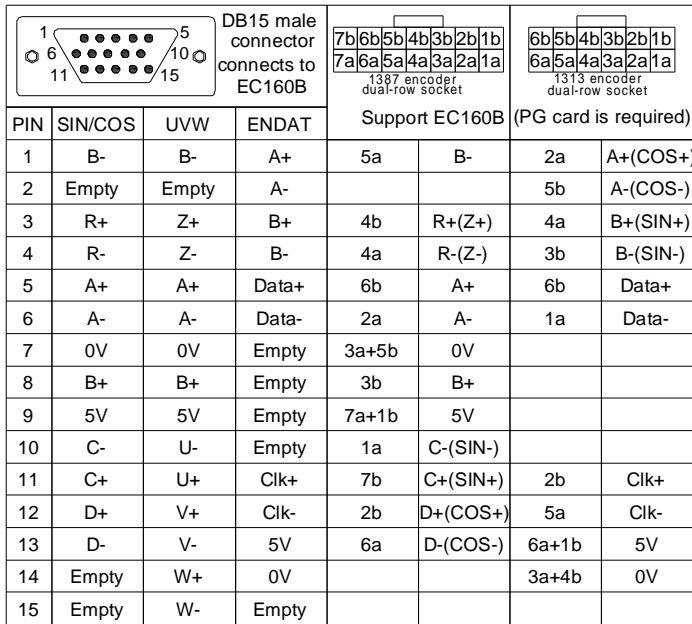 1 5 6 10 11 15
DB15 male
connector
connects to
EC160B
7b 6b 5b 4b 3b 2b 1b
7a 6a 5a 4a 3a 2a 1a
1387 encoder
dual-row socket
6b 5b 4b 3b 2b 1b
6a 5a 4a 3a 2a 1a
1313 encoder
dual-row socket
PIN SIN/COS UVW ENDAT Support EC160B (PG card is required)
1 B- B- A+ 5a B- 2a A+(COS+)
2 Empty Empty A- 5b A-(COS-)
3 R+ Z+ B+ 4b R+(Z+) 4a B+(SIN+)
4 R- Z- B- 4a R-(Z-) 3b B-(SIN-)
5 A+ A+ Data+ 6b A+ 6b Data+
6 A- A- Data- 2a A- 1a Data-
7 0V 0V Empty 3a+5b 0V
8 B+ B+ Empty 3b B+
9 5V 5V Empty 7a+1b 5V
10 C- U- Empty 1a C-(SIN-)
11 C+ U+ Clk+ 7b C+(SIN+) 2b Clk+
12 D+ V+ Clk- 2b D+(COS+) 5a Clk-
13 D- V- 5V 6a D-(COS-) 6a+1b 5V
14 Empty W+ 0V 3a+4b 0V
15 Empty W- Empty